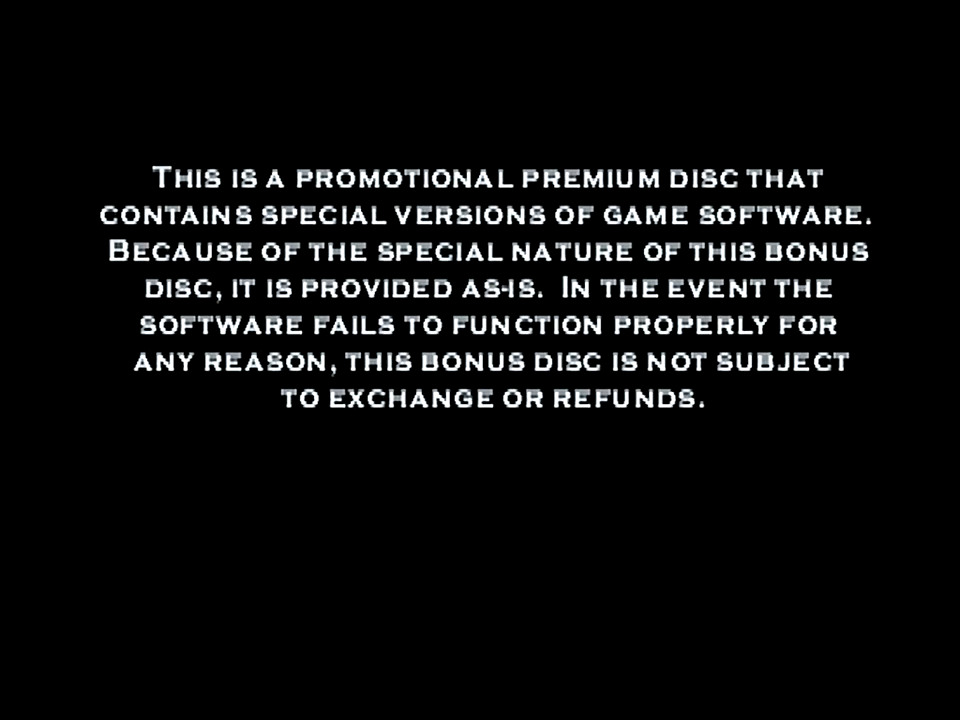 This is a promotional premium disc that
contains special versions of game software.
Because of the special nature of this bonus
disc, it is provided as-is.  In the event the
software fails to function properly for
any reason, this bonus disc is not subject
to exchange or refunds.